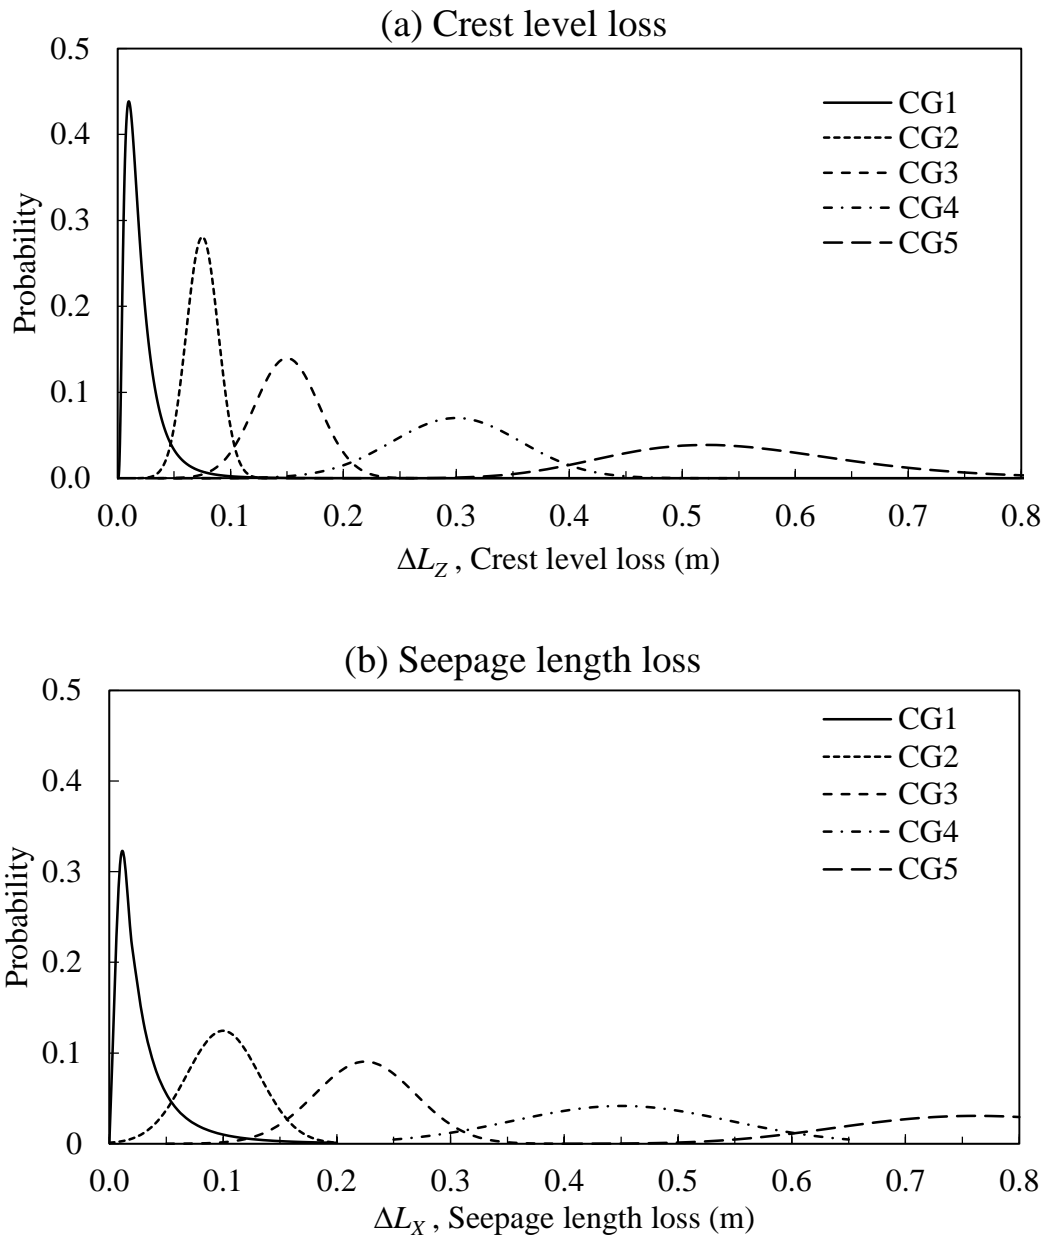 (a) Crest level loss
0.5
0.4
0.3
0.2
0.1
0.0
Probability
CG1
CG2
CG3
CG4
CG5
0.0 0.1 0.2 0.3 0.4 0.5 0.6 0.7 0.8
ΔL_Z , Crest level loss (m)
(b) Seepage length loss
0.5
0.4
0.3
0.2
0.1
0
Probability
CG1
CG2
CG3
CG4
CG5
0.0 0.1 0.2 0.3 0.4 0.5 0.6 0.7 0.8
ΔL_X , Seepage length loss (m)